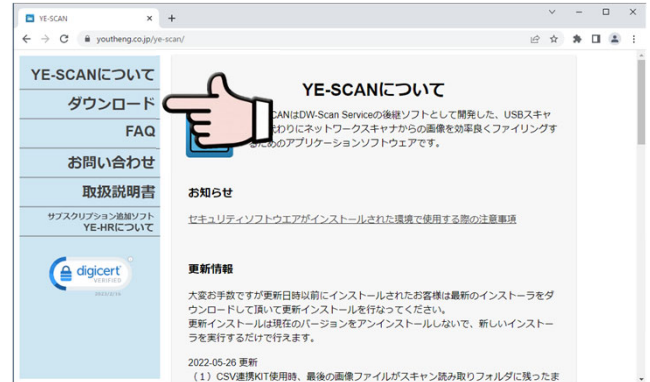 YE-SCAN
youtheng.co.jp/ye-scan/
YE-SCANについて
ダウンロード
FAQ
お問い合わせ
取扱説明書
サブスクリプション追加ソフト
YE-HRについて
digicert
VERIFIED
YE-SCANについて
CANはDW-Scan Serviceの後継ソフトとして開発した、USBスキャ
わりにネットワークスキャナからの画像を効率良くファイリングす
るためのアプリケーションソフトウェアです。
お知らせ
セキュリティソフトウエアがインストールされた環境で使用する際の注意事項
更新情報
大変お手数ですが更新日時以前にインストールされたお客様は最新のインストーラをダ
ウンロードして頂いて更新インストールを行なってください。
更新インストールは現在のバージョンをアンインストールしないで、新しいインストー
ラを実行するだけで行えます。
2022-05-26 更新
（１）CSV連携KIT使用時、最後の画像ファイルがスキャン読み取りフォルダに残ったま